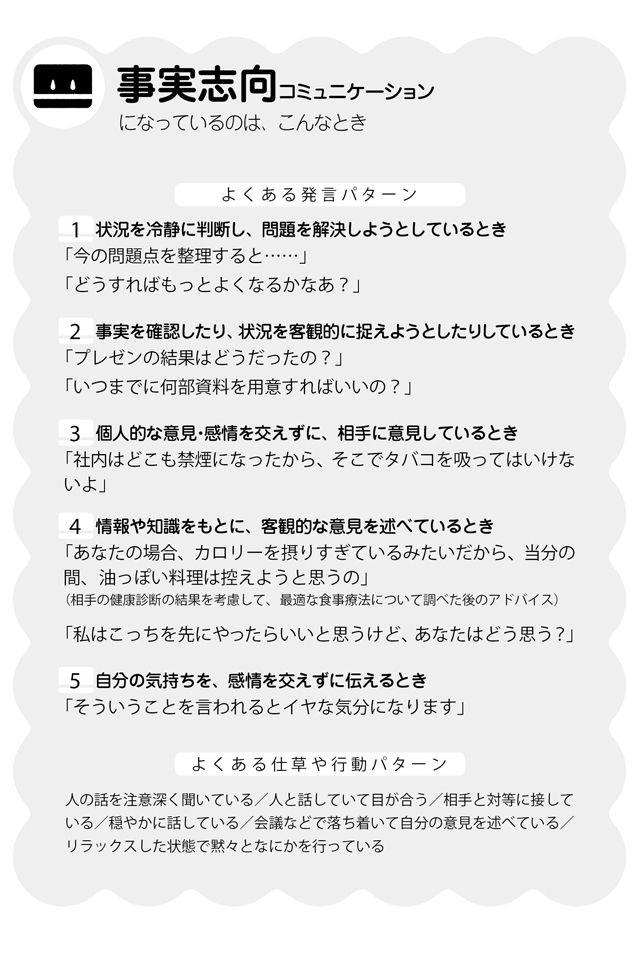 事実志向コミュニケーション
になっているのは、こんなとき
よくある発言パターン
1 状況を冷静に判断し、問題を解決しようとしているとき
「今の問題点を整理すると……」
「どうすればもっとよくなるかなあ？」
2 事実を確認したり、状況を客観的に捉えようとしたりしているとき
「プレゼンの結果はどうだったの？」
「いつまでに何部資料を用意すればいいの？」
3 個人的な意見・感情を交えずに、相手に意見しているとき
「社内はどこも禁煙になったから、そこでタバコを吸ってはいけな
いよ」
4 情報や知識をもとに、客観的な意見を述べているとき
「あなたの場合、カロリーを摂りすぎているみたいだから、当分の
間、油っぽい料理は控えようと思うの」
（相手の健康診断の結果を考慮して、最適な食事療法について調べた後のアドバイス）
「私はこっちを先にやったらいいと思うけど、あなたはどう思う？」
5 自分の気持ちを、感情を交えずに伝えるとき
「そういうことを言われるとイヤな気分になります」
よくある仕草や行動パターン
人の話を注意深く聞いている／人と話していて目が合う／相手と対等に接して
いる／穏やかに話している／会議などで落ち着いて自分の意見を述べている／
リラックスした状態で黙々となにかを行っている